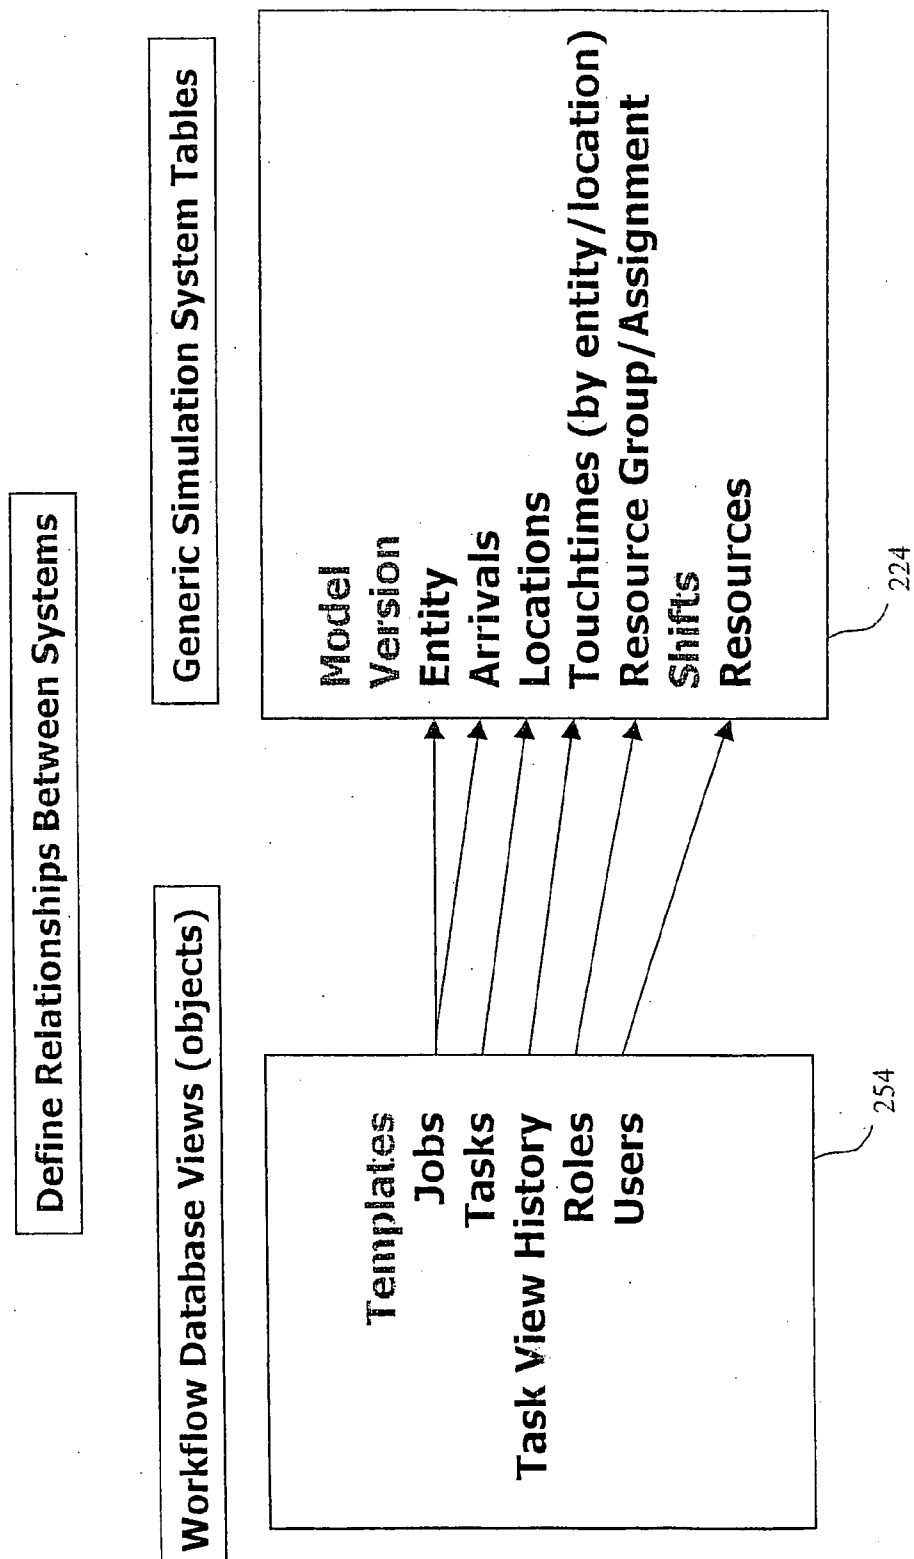 Define Relationships Between Systems
Workflow Database Views (objects)
Generic Simulation System Tables
Templates
Jobs
Tasks
Task View History
Roles
Users
254
Model
Version
Entity
Arrivals
Locations
Touchtimes (by entity/location)
Resource Group/Assignment
Shifts
Resources
224